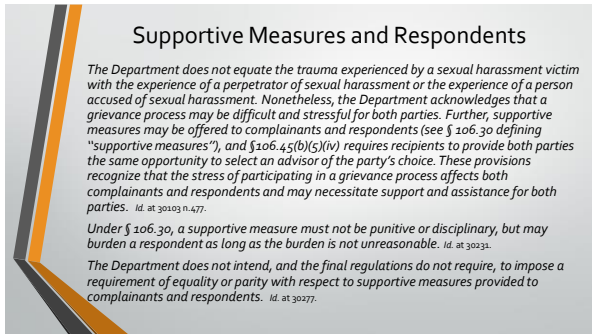 Supportive Measures and Respondents
The Department does not equate the trauma experienced by a sexual harassment victim
with the experience of a perpetrator of sexual harassment or the experience of a person
accused of sexual harassment. Nonetheless, the Department acknowledges that a
grievance process may be difficult and stressful for both parties. Further, supportive
measures may be offered to complainants and respondents (see § 106.30 defining
“supportive measures”), and §106.45(b)(5)(iv) requires recipients to provide both parties
the same opportunity to select an advisor of the party’s choice. These provisions
recognize that the stress of participating in a grievance process affects both
complainants and respondents and may necessitate support and assistance for both
parties. Id. at 30103 n.477.
Under § 106.30, a supportive measure must not be punitive or disciplinary, but may
burden a respondent as long as the burden is not unreasonable. Id. at 30231.
The Department does not intend, and the final regulations do not require, to impose a
requirement of equality or parity with respect to supportive measures provided to
complainants and respondents. Id. at 30277.